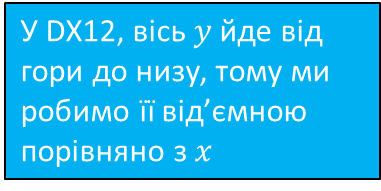 У DX12, вісь y йде від
гори до низу, тому ми
робимо її від’ємною
порівняно з x